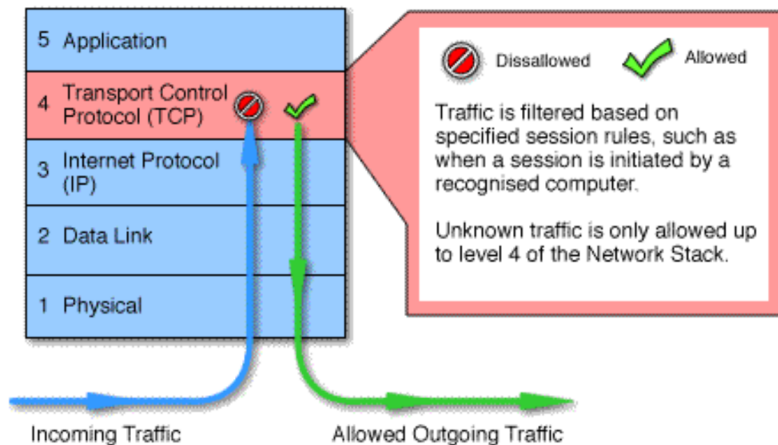 5 Application
4 Transport Control
Protocol (TCP)
3 Internet Protocol
(IP)
2 Data Link
1 Physical
Dissallowed
Allowed
Traffic is filtered based on
specified session rules, such as
when a session is initiated by a
recognised computer.
Unknown traffic is only allowed up
to level 4 of the Network Stack.
Incoming Traffic
Allowed Outgoing Traffic